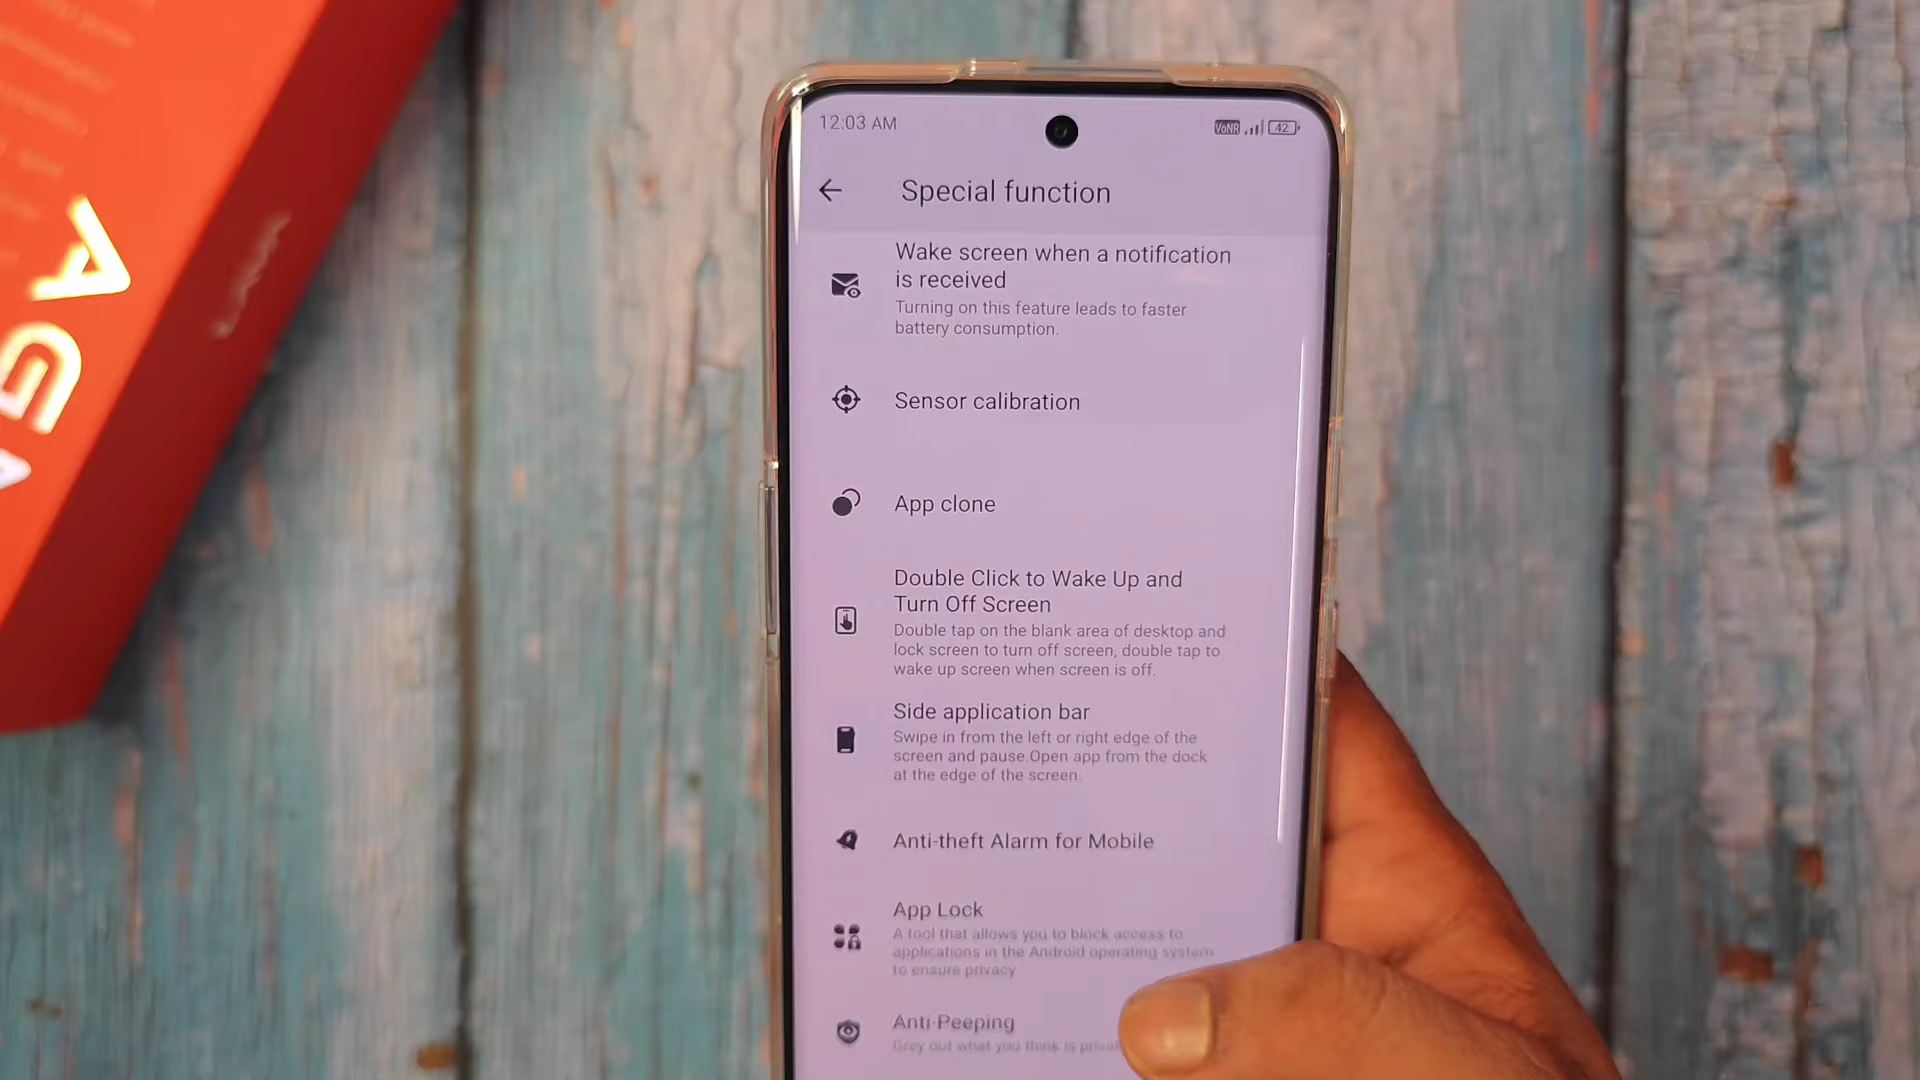 12:03 AM
VoNR
42
Special function
Wake screen when a notification
is received
Turning on this feature leads to faster
battery consumption.
Sensor calibration
App clone
Double Click to Wake Up and
Turn Off Screen
Double tap on the blank area of desktop and
lock screen to turn off screen, double tap to
wake up screen when screen is off.
Side application bar
Swipe in from the left or right edge of the
screen and pause.Open app from the dock
at the edge of the screen.
Anti-theft Alarm for Mobile
App Lock
A tool that allows you to block access to
applications in the Android operating system
to ensure privacy
Anti-Peeping
Grey out what you think is
AG